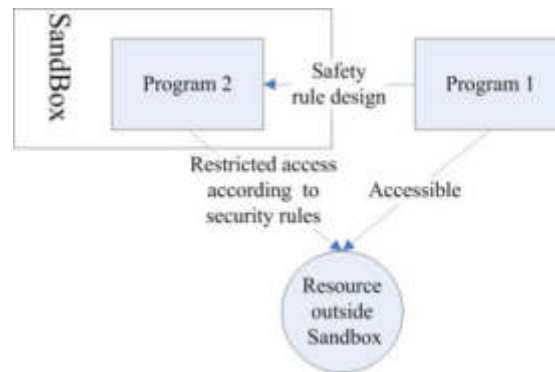 SandBox
Program 2
Safety
rule design
Program 1
Restricted access
according to
security rules
Accessible
Resource
outside
Sandbox